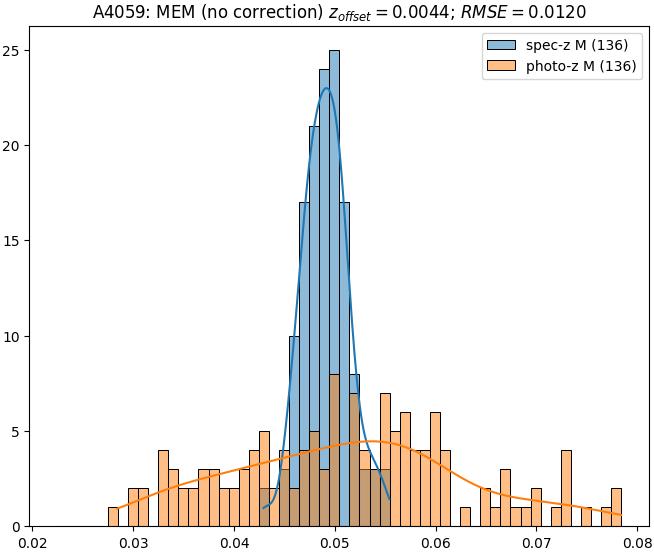 A4059: MEM (no correction) z_offset = 0.0044; RMSE = 0.0120
spec-z M (136)
photo-z M (136)
25
20
15
10
5
0
0.02 0.03 0.04 0.05 0.06 0.07 0.08